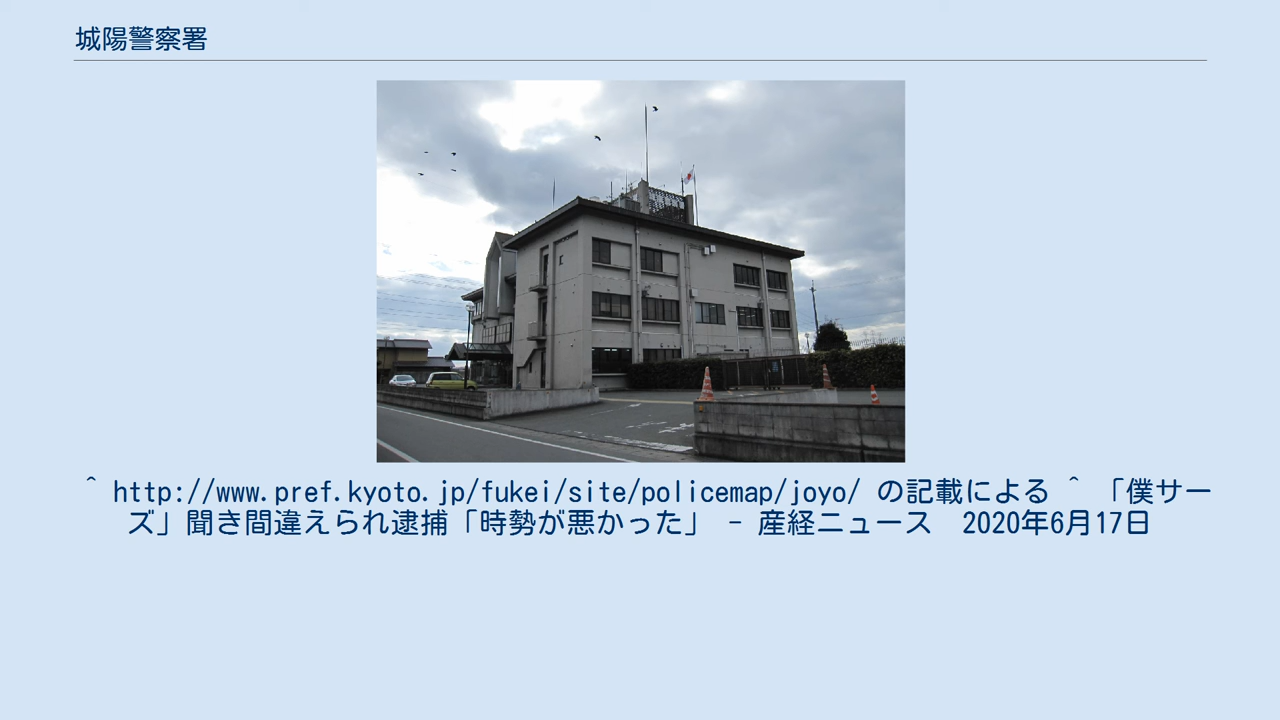 城陽警察署
^ http://www.pref.kyoto.jp/fukei/site/policemap/joyo/ の記載による ^ 「僕サー
ズ」聞き間違えられ逮捕「時勢が悪かった」 - 産経ニュース　2020年6月17日